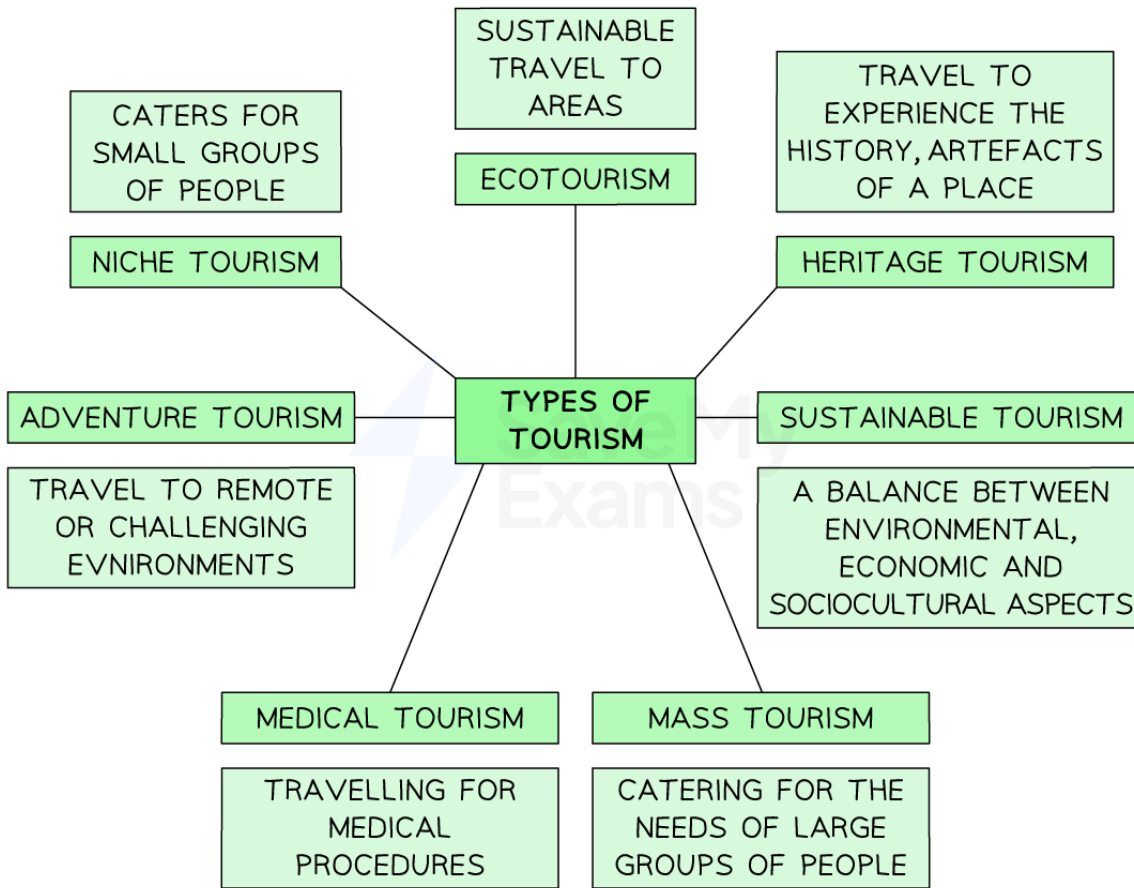 SUSTAINABLE
TRAVEL TO
AREAS
ECOTOURISM
CATERS FOR
SMALL GROUPS
OF PEOPLE
NICHE TOURISM
TRAVEL TO
EXPERIENCE THE
HISTORY, ARTEFACTS
OF A PLACE
HERITAGE TOURISM
TYPES OF
TOURISM
ADVENTURE TOURISM
TRAVEL TO REMOTE
OR CHALLENGING
EVNIRONMENTS
SUSTAINABLE TOURISM
A BALANCE BETWEEN
ENVIRONMENTAL,
ECONOMIC AND
SOCIOCULTURAL ASPECTS
MEDICAL TOURISM
TRAVELLING FOR
MEDICAL
PROCEDURES
MASS TOURISM
CATERING FOR THE
NEEDS OF LARGE
GROUPS OF PEOPLE
SaveMy
Exams